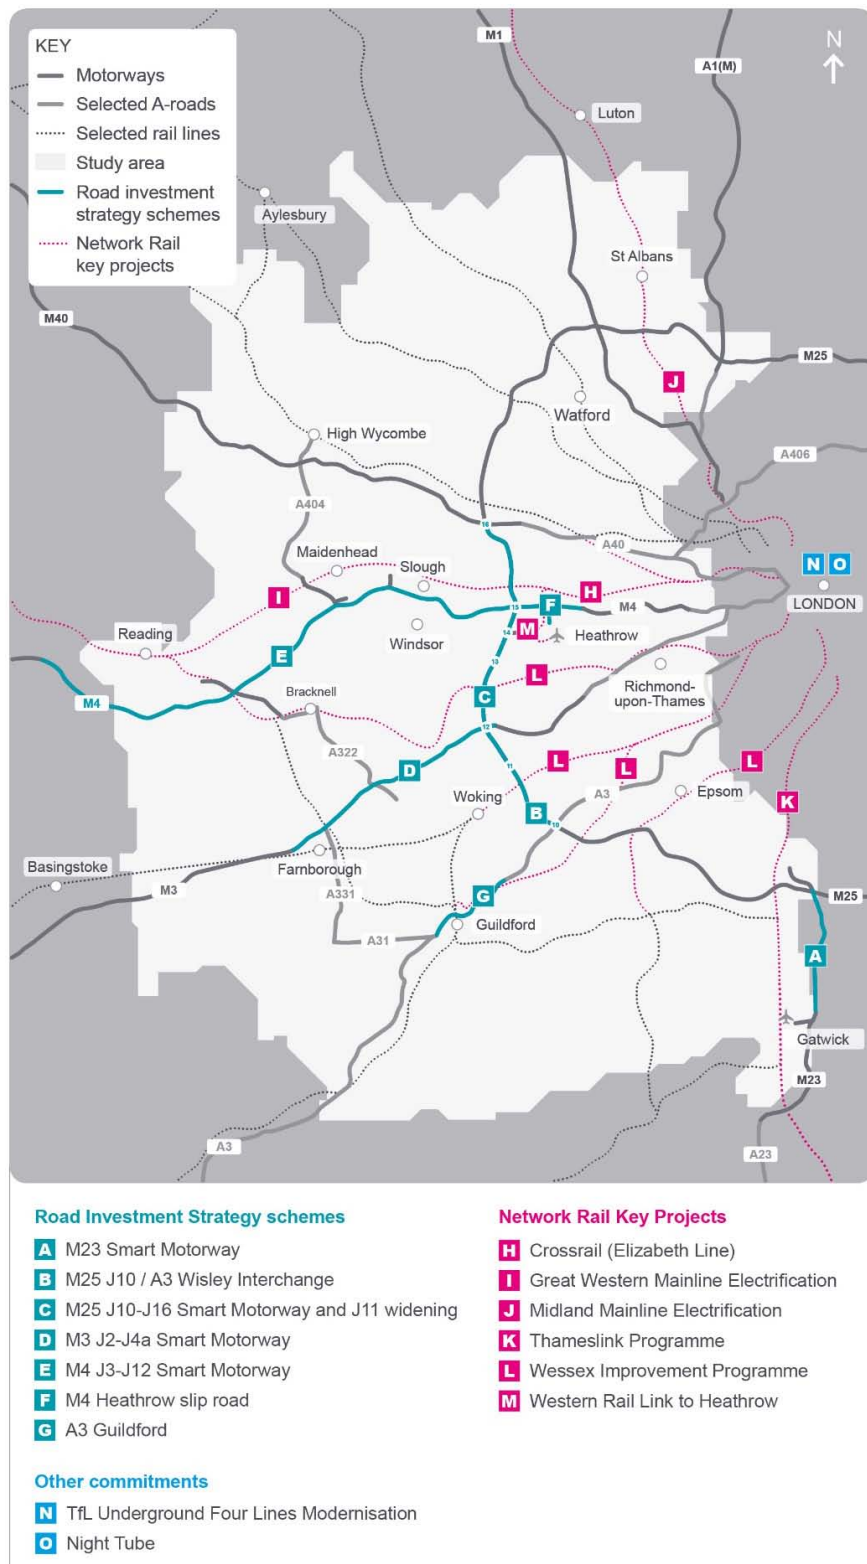 KEY
Motorways
Selected A-roads
Selected rail lines
Study area
Road investment
strategy schemes
Network Rail
key projects
N
M1
A1(M)
Luton
Aylesbury
St Albans
M40
M25
J
Watford
High Wycombe
A406
A404
16
A40
N O
LONDON
Maidenhead
Slough
I
H
F
15
M4
Reading
Windsor
14
M
Heathrow
E
13
L
Richmond-
upon-Thames
Bracknell
C
M4
12
A322
D
11
L
L
L
A3
Epsom
Woking
K
B
10
Basingstoke
Farnborough
M3
A331
G
M25
Guildford
A31
A
Gatwick
M23
A3
A23
Road Investment Strategy schemes
A M23 Smart Motorway
B M25 J10 / A3 Wisley Interchange
C M25 J10-J16 Smart Motorway and J11 widening
D M3 J2-J4a Smart Motorway
E M4 J3-J12 Smart Motorway
F M4 Heathrow slip road
G A3 Guildford
Other commitments
N TfL Underground Four Lines Modernisation
O Night Tube
Network Rail Key Projects
H Crossrail (Elizabeth Line)
I Great Western Mainline Electrification
J Midland Mainline Electrification
K Thameslink Programme
L Wessex Improvement Programme
M Western Rail Link to Heathrow